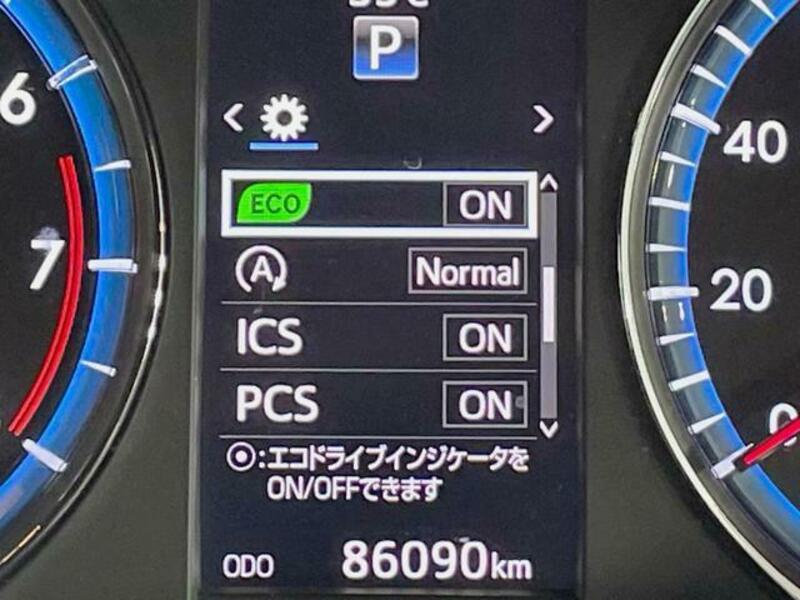 P
ECO ON
A Normal
ICS ON
PCS ON
:エコドライブインジケータを
ON/OFFできます
ODO 86090km
6
7
40
20
0